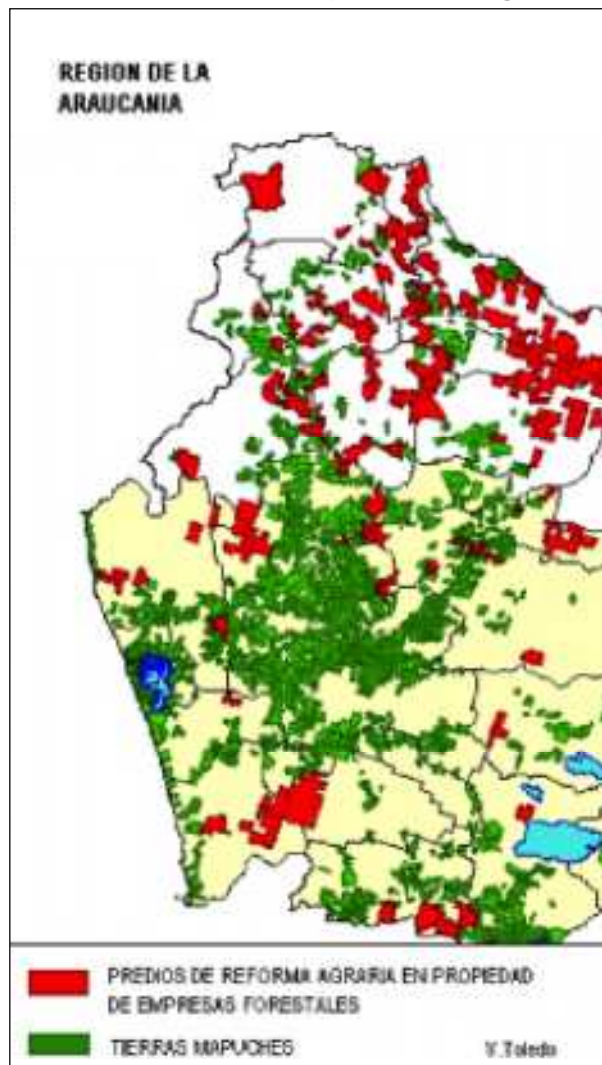 REGION DE LA
ARAUCANIA
PREDIOS DE REFORMA AGRARIA EN PROPIEDAD
DE EMPRESAS FORESTALES
TIERRAS MAPUCHES
V.Toledo